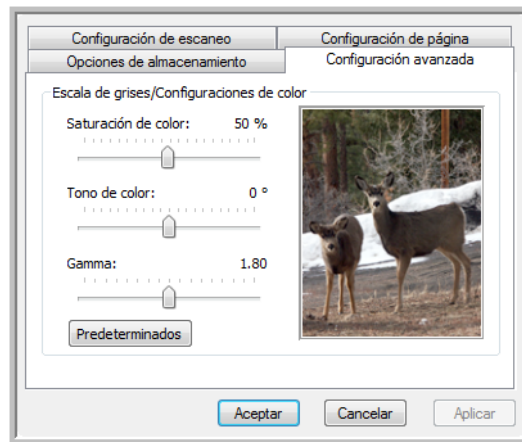 Configuración de escaneo
Configuración de página
Opciones de almacenamiento
Configuración avanzada
Escala de grises/Configuraciones de color
Saturación de color: 50 %
Tono de color: 0 °
Gamma: 1.80
Predeterminados
Aceptar
Cancelar
Aplicar